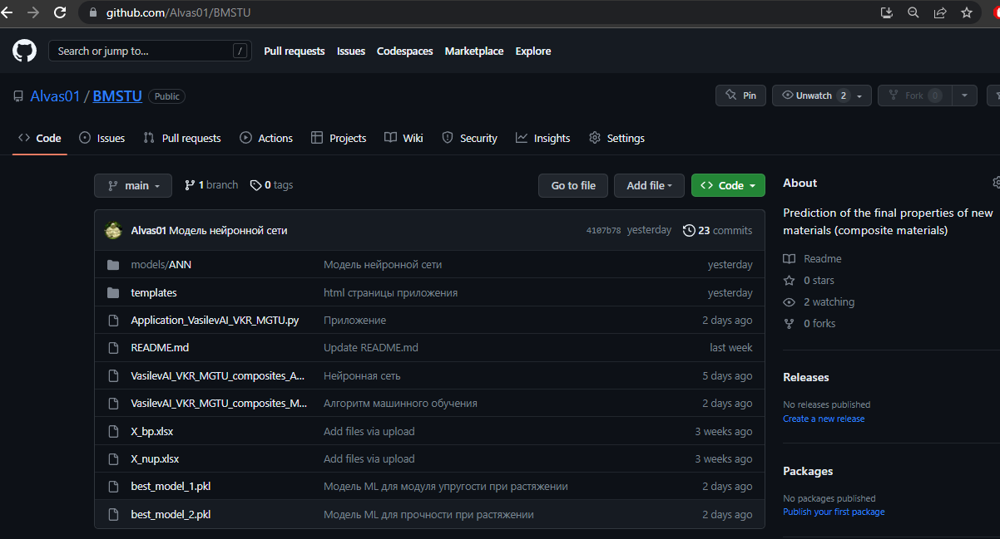 github.com/Alvas01/BMSTU
Search or jump to... /
Pull requests Issues Codespaces Marketplace Explore
Alvas01 / BMSTU Public
Pin Unwatch 2 Fork 0
Code Issues Pull requests Actions Projects Wiki Security Insights Settings
main 1 branch 0 tags Go to file Add file Code
Alvas01 Модель нейронной сети 4107b78 yesterday 23 commits
models/ANN Модель нейронной сети yesterday
templates html страницы приложения yesterday
Application_VasilevAI_VKR_MGTU.py Приложение 2 days ago
README.md Update README.md last week
VasilevAI_VKR_MGTU_composites_A... Нейронная сеть 5 days ago
VasilevAI_VKR_MGTU_composites_M... Алгоритм машинного обучения 2 days ago
X_bp.xlsx Add files via upload 3 weeks ago
X_nup.xlsx Add files via upload 3 weeks ago
best_model_1.pkl Модель ML для модуля упругости при растяжении 2 days ago
best_model_2.pkl Модель ML для прочности при растяжении 2 days ago
About
Prediction of the final properties of new
materials (composite materials)
Readme
0 stars
2 watching
0 forks
Releases
No releases published
Create a new release
Packages
No packages published
Publish your first package